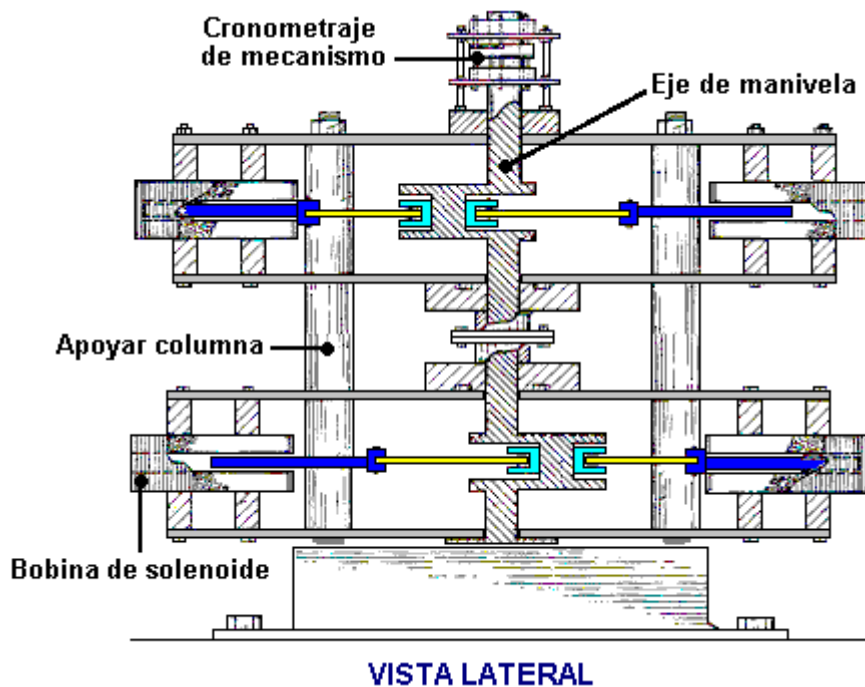 Cronometraje
de mecanismo
Eje de manivela
Apoyar columna
Bobina de solenoide
VISTA LATERAL